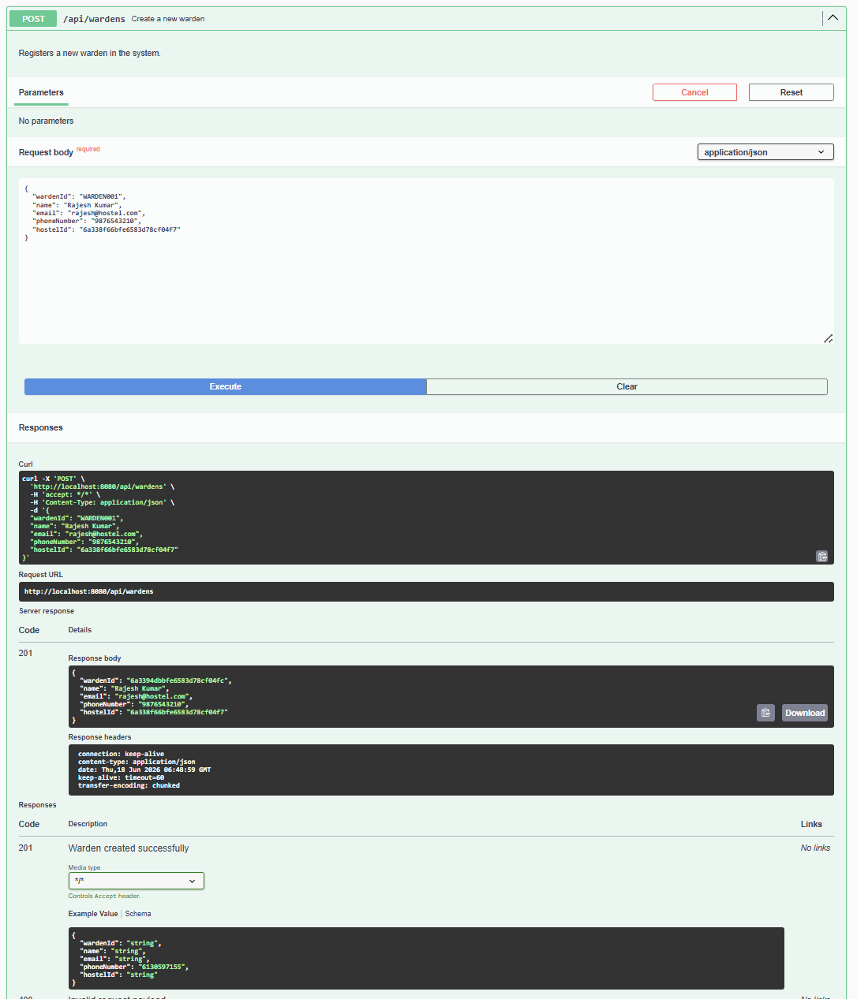 POST /api/wardens Create a new warden
Registers a new warden in the system.
Parameters
Cancel
Reset
No parameters
Request body required
application/json
{
  "wardenId": "WARDEN001",
  "name": "Rajesh Kumar",
  "email": "rajesh@hostel.com",
  "phoneNumber": "9876543210",
  "hostelId": "6a338f66bfe6583d78cf04f7"
}
Execute
Clear
Responses
Curl
curl -X 'POST' \
  'http://localhost:8080/api/wardens' \
  -H 'accept: */*' \
  -H 'Content-Type: application/json' \
  -d '{
  "wardenId": "WARDEN001",
  "name": "Rajesh Kumar",
  "email": "rajesh@hostel.com",
  "phoneNumber": "9876543210",
  "hostelId": "6a338f66bfe6583d78cf04f7"
}'
Request URL
http://localhost:8080/api/wardens
Server response
Code Details
201
Response body
{
  "wardenId": "6a3394dbbfe6583d78cf04fc",
  "name": "Rajesh Kumar",
  "email": "rajesh@hostel.com",
  "phoneNumber": "9876543210",
  "hostelId": "6a338f66bfe6583d78cf04f7"
}
Download
Response headers
connection: keep-alive
content-type: application/json
date: Thu,18 Jun 2026 06:48:59 GMT
keep-alive: timeout=60
transfer-encoding: chunked
Responses
Code Description Links
201 Warden created successfully No links
Media type
*/*
Controls Accept header.
Example Value Schema
{
  "wardenId": "string",
  "name": "string",
  "email": "string",
  "phoneNumber": "6130597155",
  "hostelId": "string"
}
400 Invalid request payload No links